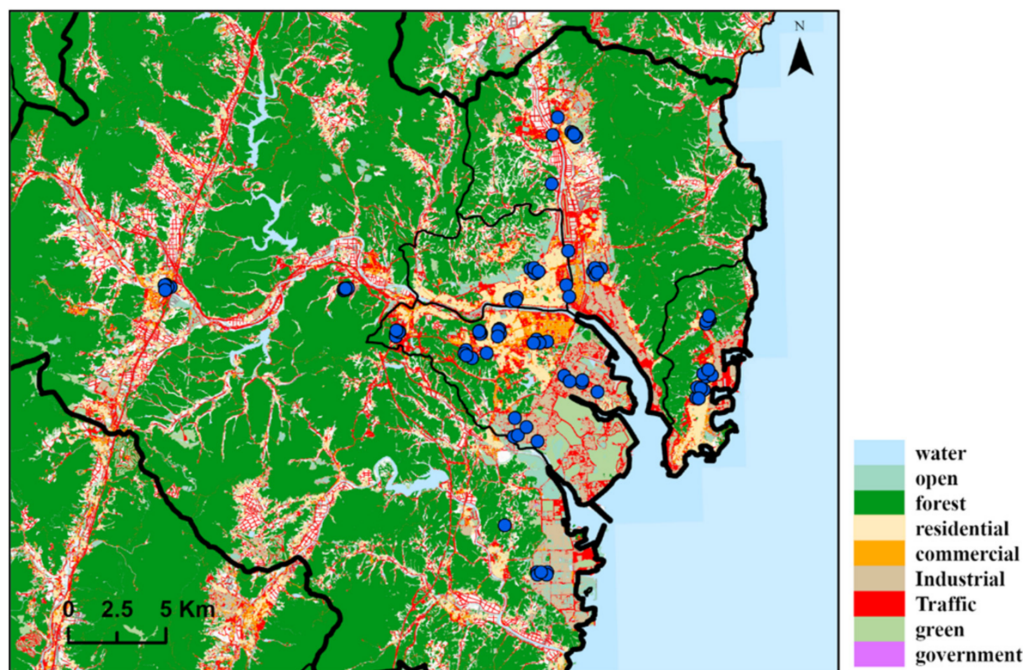 N
water
open
forest
residential
commercial
Industrial
Traffic
green
government
0 2.5 5 Km